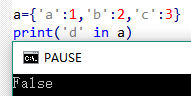 a={'a':1,'b':2,'c':3}
print('d' in a)
C:\. PAUSE
False